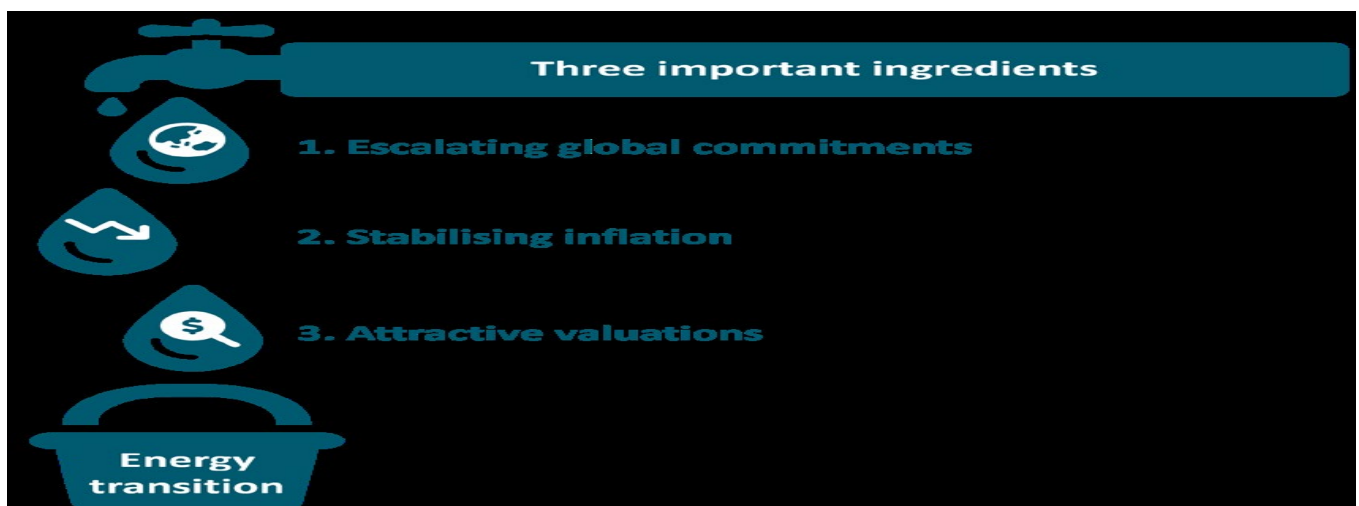 Three important ingredients
1. Escalating global commitments
2. Stabilising inflation
3. Attractive valuations
Energy
transition